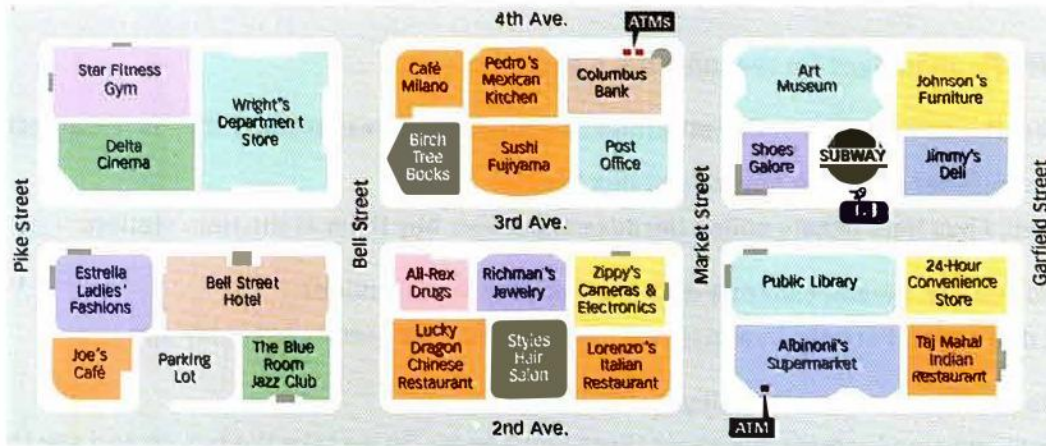 4th Ave.
ATMs
Star Fitness
Gym
Wright's
Department
Store
Delta
Cinema
Café
Milano
Pedro's
Mexican
Kitchen
Columbus
Bank
Birch
Tree
Books
Sushi
Fujiyama
Post
Office
Art
Museum
Johnson's
Furniture
Shoes
Galore
SUBWAY
Jimmy's
Deli
Pike Street
Bell Street
3rd Ave.
Market Street
Garfield Street
Estrella
Ladies'
Fashions
Bell Street
Hotel
All-Rex
Drugs
Richman's
Jewelry
Zippy's
Cameras &
Electronics
Public Library
24-Hour
Convenience
Store
Joe's
Café
Parking
Lot
The Blue
Room
Jazz Club
Lucky
Dragon
Chinese
Restaurant
Styles
Hair
Salon
Lorenzo's
Italian
Restaurant
Albinonii's
Supermarket
Taj Mahal
Indian
Restaurant
ATM
2nd Ave.